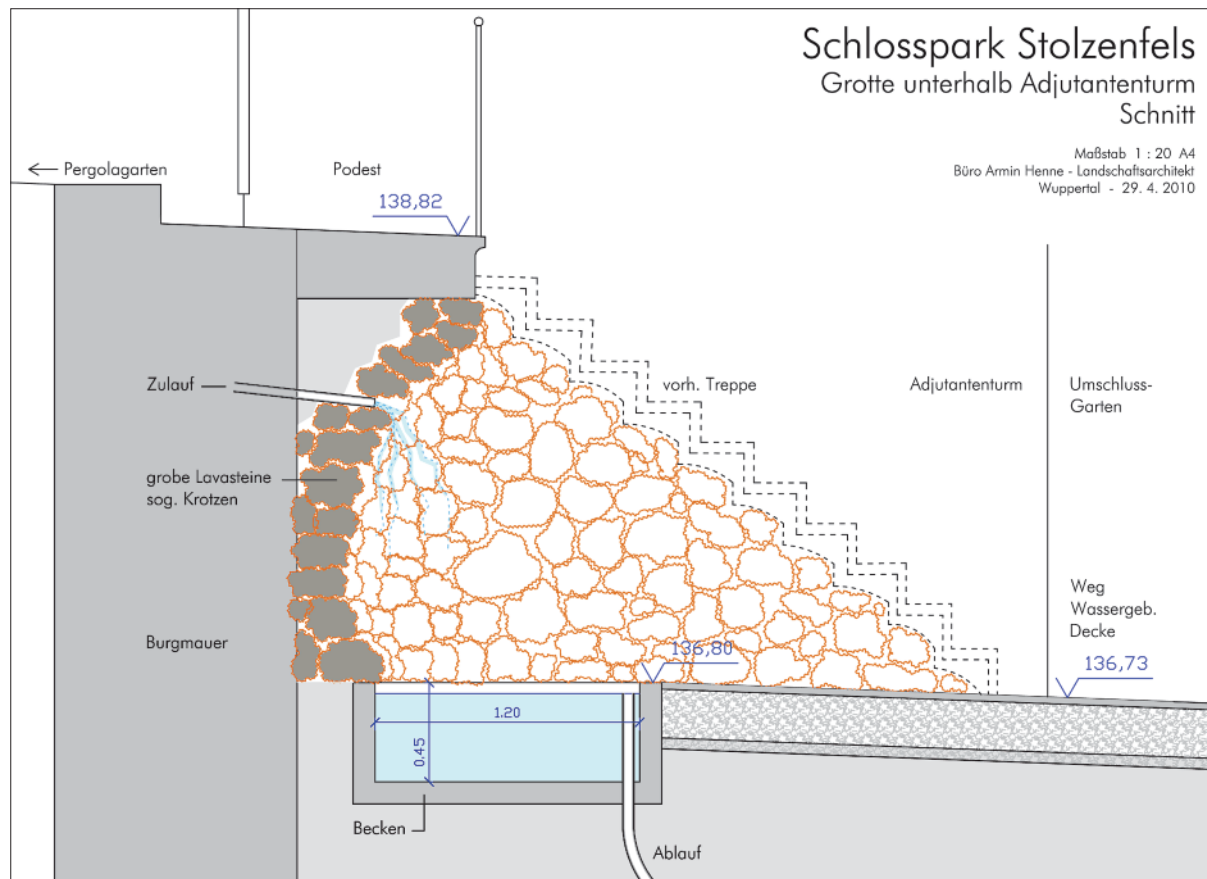 Schlosspark Stolzenfels
Grotte unterhalb Adjutantenturm
Schnitt
Maßstab 1 : 20 A4
Büro Armin Henne - Landschaftsarchitekt
Wuppertal - 29. 4. 2010
Pergolagarten
Podest
138,82
Zulauf
vorh. Treppe
Adjutantenturm
Umschluss-
Garten
grobe Lavasteine
sog. Krotzen
Burgmauer
Weg
Wassergeb.
Decke
136,80
136,73
1.20
0.45
Becken
Ablauf